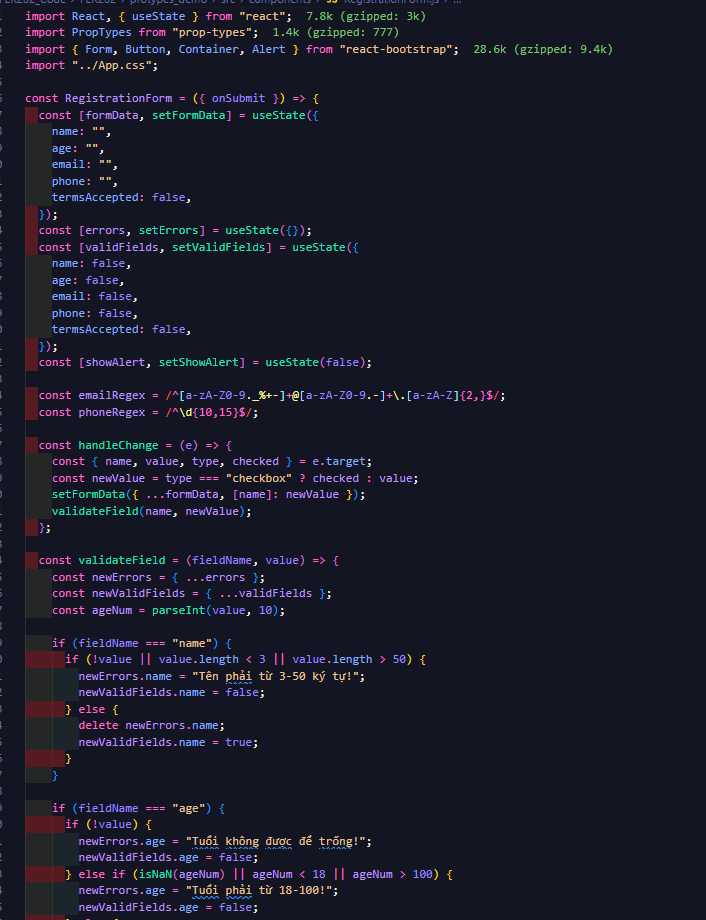 import React, { useState } from "react"; 7.8k (gzipped: 3k)
import PropTypes from "prop-types"; 1.4k (gzipped: 777)
import { Form, Button, Container, Alert } from "react-bootstrap"; 28.6k (gzipped: 9.4k)
import "../App.css";
const RegistrationForm = ({ onSubmit }) => {
const [formData, setFormData] = useState({
name: "",
age: "",
email: "",
phone: "",
termsAccepted: false,
});
const [errors, setErrors] = useState({});
const [validFields, setValidFields] = useState({
name: false,
age: false,
email: false,
phone: false,
termsAccepted: false,
});
const [showAlert, setShowAlert] = useState(false);
const emailRegex = /^[a-zA-Z0-9._%+-]+@[a-zA-Z0-9.-]+\.[a-zA-Z]{2,}$/;
const phoneRegex = /^\d{10,15}$/;
const handleChange = (e) => {
const { name, value, type, checked } = e.target;
const newValue = type === "checkbox" ? checked : value;
setFormData({ ...formData, [name]: newValue });
validateField(name, newValue);
};
const validateField = (fieldName, value) => {
const newErrors = { ...errors };
const newValidFields = { ...validFields };
const ageNum = parseInt(value, 10);
if (fieldName === "name") {
if (!value || value.length < 3 || value.length > 50) {
newErrors.name = "Tên phải từ 3-50 ký tự!";
newValidFields.name = false;
} else {
delete newErrors.name;
newValidFields.name = true;
}
}
if (fieldName === "age") {
if (!value) {
newErrors.age = "Tuổi không được để trống!";
newValidFields.age = false;
} else if (isNaN(ageNum) || ageNum < 18 || ageNum > 100) {
newErrors.age = "Tuổi phải từ 18-100!";
newValidFields.age = false;